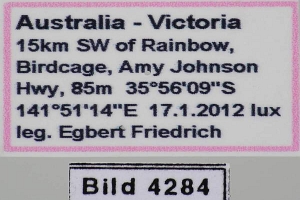 Australia - Victoria
15km SW of Rainbow,
Birdcage, Amy Johnson
Hwy, 85m 35°56'09"S
141°51'14"E 17.1.2012 lux
leg. Egbert Friedrich
Bild 4284